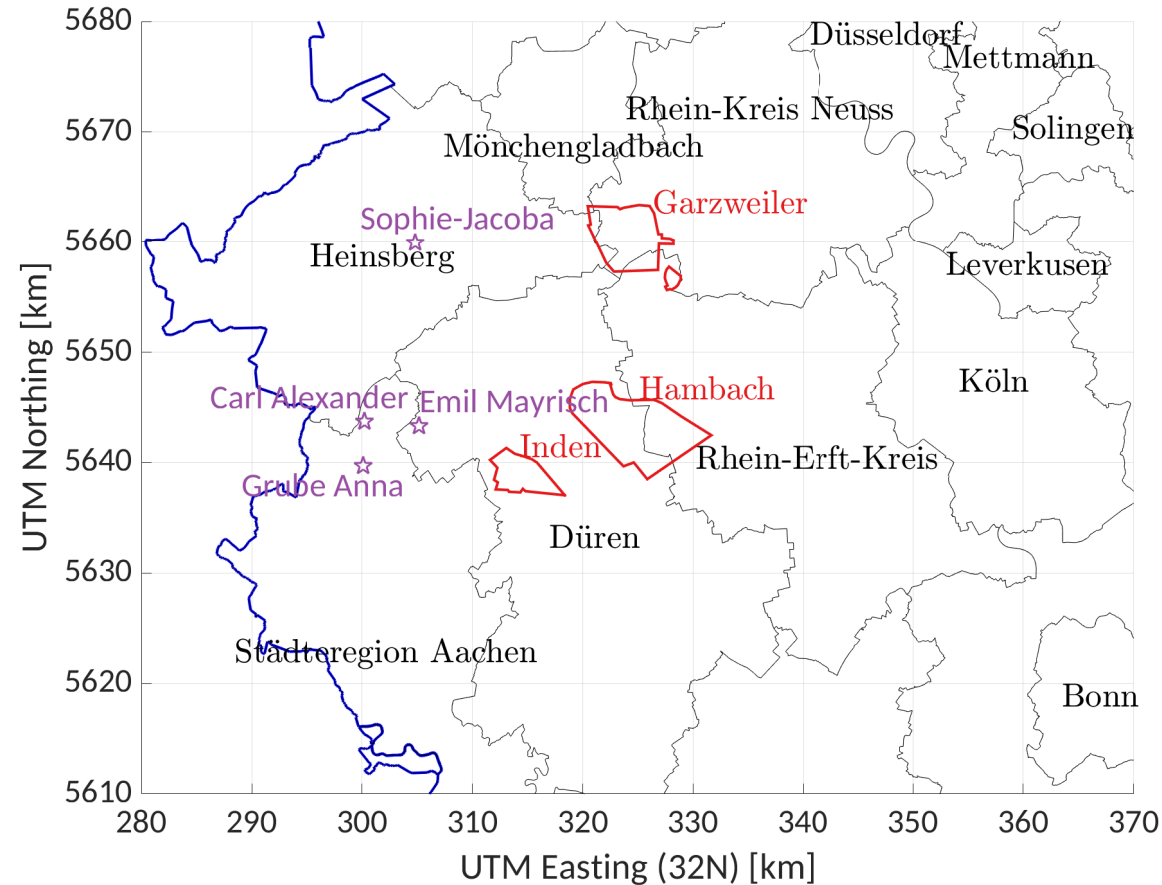 5680
Düsseldorf
Mettmann
Rhein-Kreis Neuss
5670
Solingen
Mönchengladbach
Garzweiler
Sophie-Jacoba
5660
Heinsberg
Leverkusen
5650
Köln
Hambach
Carl Alexander
Emil Mayrisch
Inden
5640
Rhein-Erft-Kreis
Grube Anna
Düren
5630
Städteregion Aachen
5620
Bonn
5610
280 290 300 310 320 330 340 350 360 370
UTM Easting (32N) [km]
UTM Northing [km]